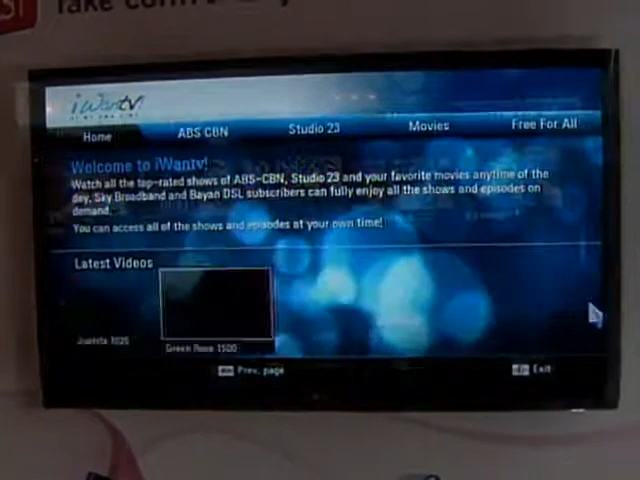 iWanTV!
Home
ABS CBN
Studio 23
Movies
Free For All
Welcome to iWantv!
Watch all the top-rated shows of ABS-CBN, Studio 23 and your favorite movies anytime of the
day, Sky Broadband and Bayan DSL subscribers can fully enjoy all the shows and episodes on
demand.
You can access all of the shows and episodes at your own time!
Latest Videos
Juanita
Green Rose 1500
Prev. page
Exit